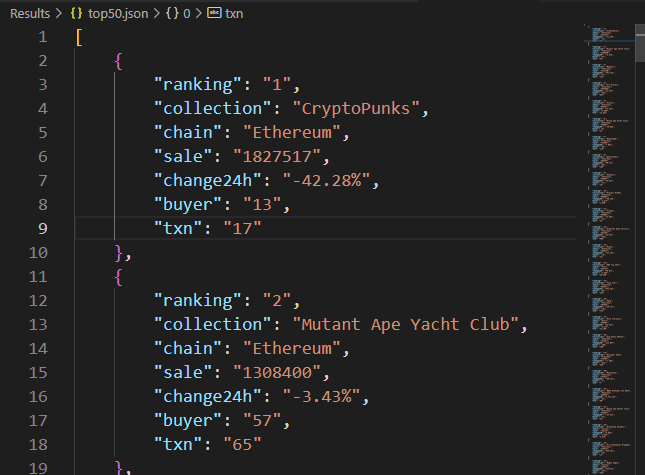 Results > {} top50.json > {} 0 > abc txn
1 [
2 {
3 "ranking": "1",
4 "collection": "CryptoPunks",
5 "chain": "Ethereum",
6 "sale": "1827517",
7 "change24h": "-42.28%",
8 "buyer": "13",
9 "txn": "17"
10 },
11 {
12 "ranking": "2",
13 "collection": "Mutant Ape Yacht Club",
14 "chain": "Ethereum",
15 "sale": "1308400",
16 "change24h": "-3.43%",
17 "buyer": "57",
18 "txn": "65"
19 },